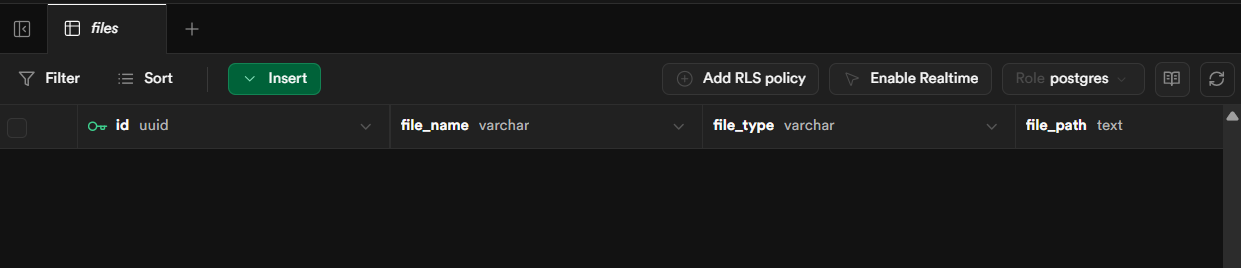 files
Filter Sort Insert Add RLS policy Enable Realtime Role postgres
id uuid file_name varchar file_type varchar file_path text